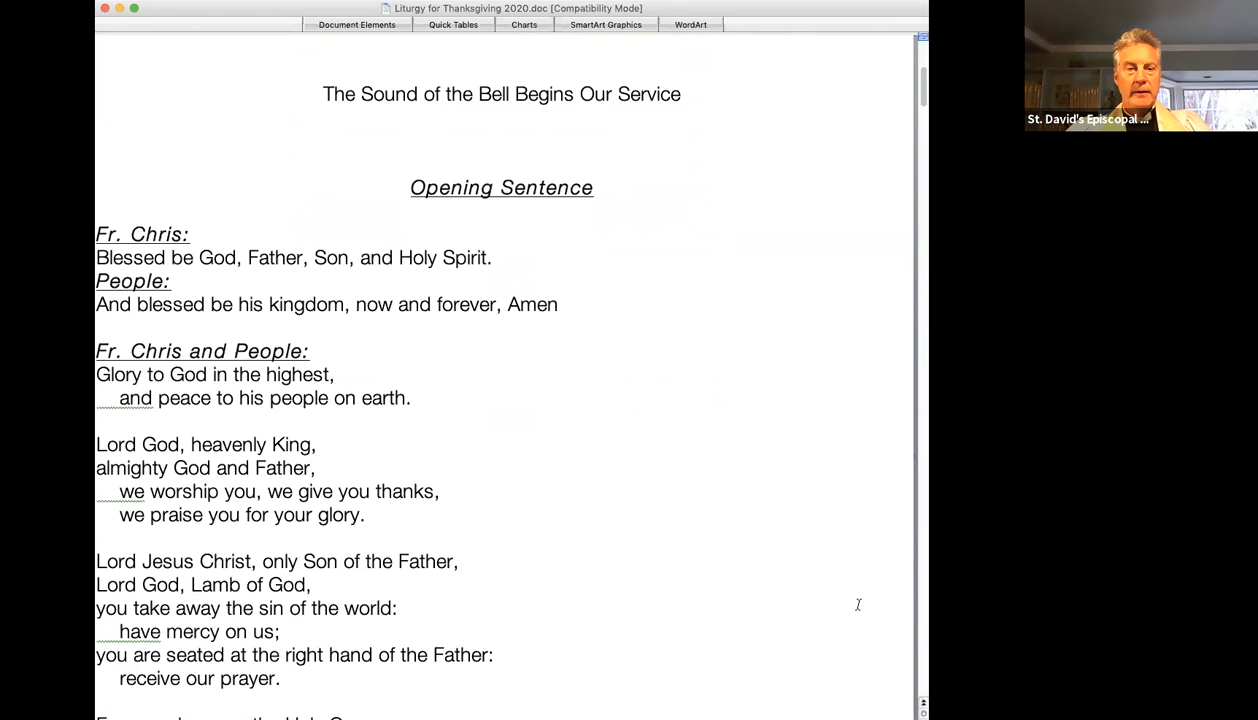 Liturgy for Thanksgiving 2020.doc [Compatibility Mode]
Document Elements
Quick Tables
Charts
SmartArt Graphics
WordArt
The Sound of the Bell Begins Our Service
Opening Sentence
Fr. Chris:
Blessed be God, Father, Son, and Holy Spirit.
People:
And blessed be his kingdom, now and forever, Amen
Fr. Chris and People:
Glory to God in the highest,
and peace to his people on earth.
Lord God, heavenly King,
almighty God and Father,
we worship you, we give you thanks,
we praise you for your glory.
Lord Jesus Christ, only Son of the Father,
Lord God, Lamb of God,
you take away the sin of the world:
have mercy on us;
you are seated at the right hand of the Father:
receive our prayer.
St. David's Episcopal ...